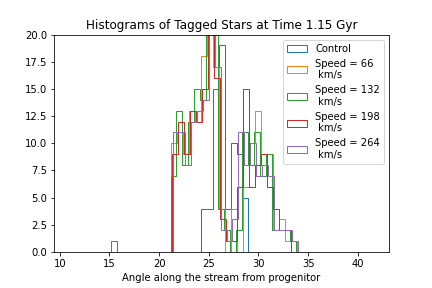 Histograms of Tagged Stars at Time 1.15 Gyr
20.0
17.5
15.0
12.5
10.0
7.5
5.0
2.5
0.0
Control
Speed = 66
km/s
Speed = 132
km/s
Speed = 198
km/s
Speed = 264
km/s
10 15 20 25 30 35 40
Angle along the stream from progenitor